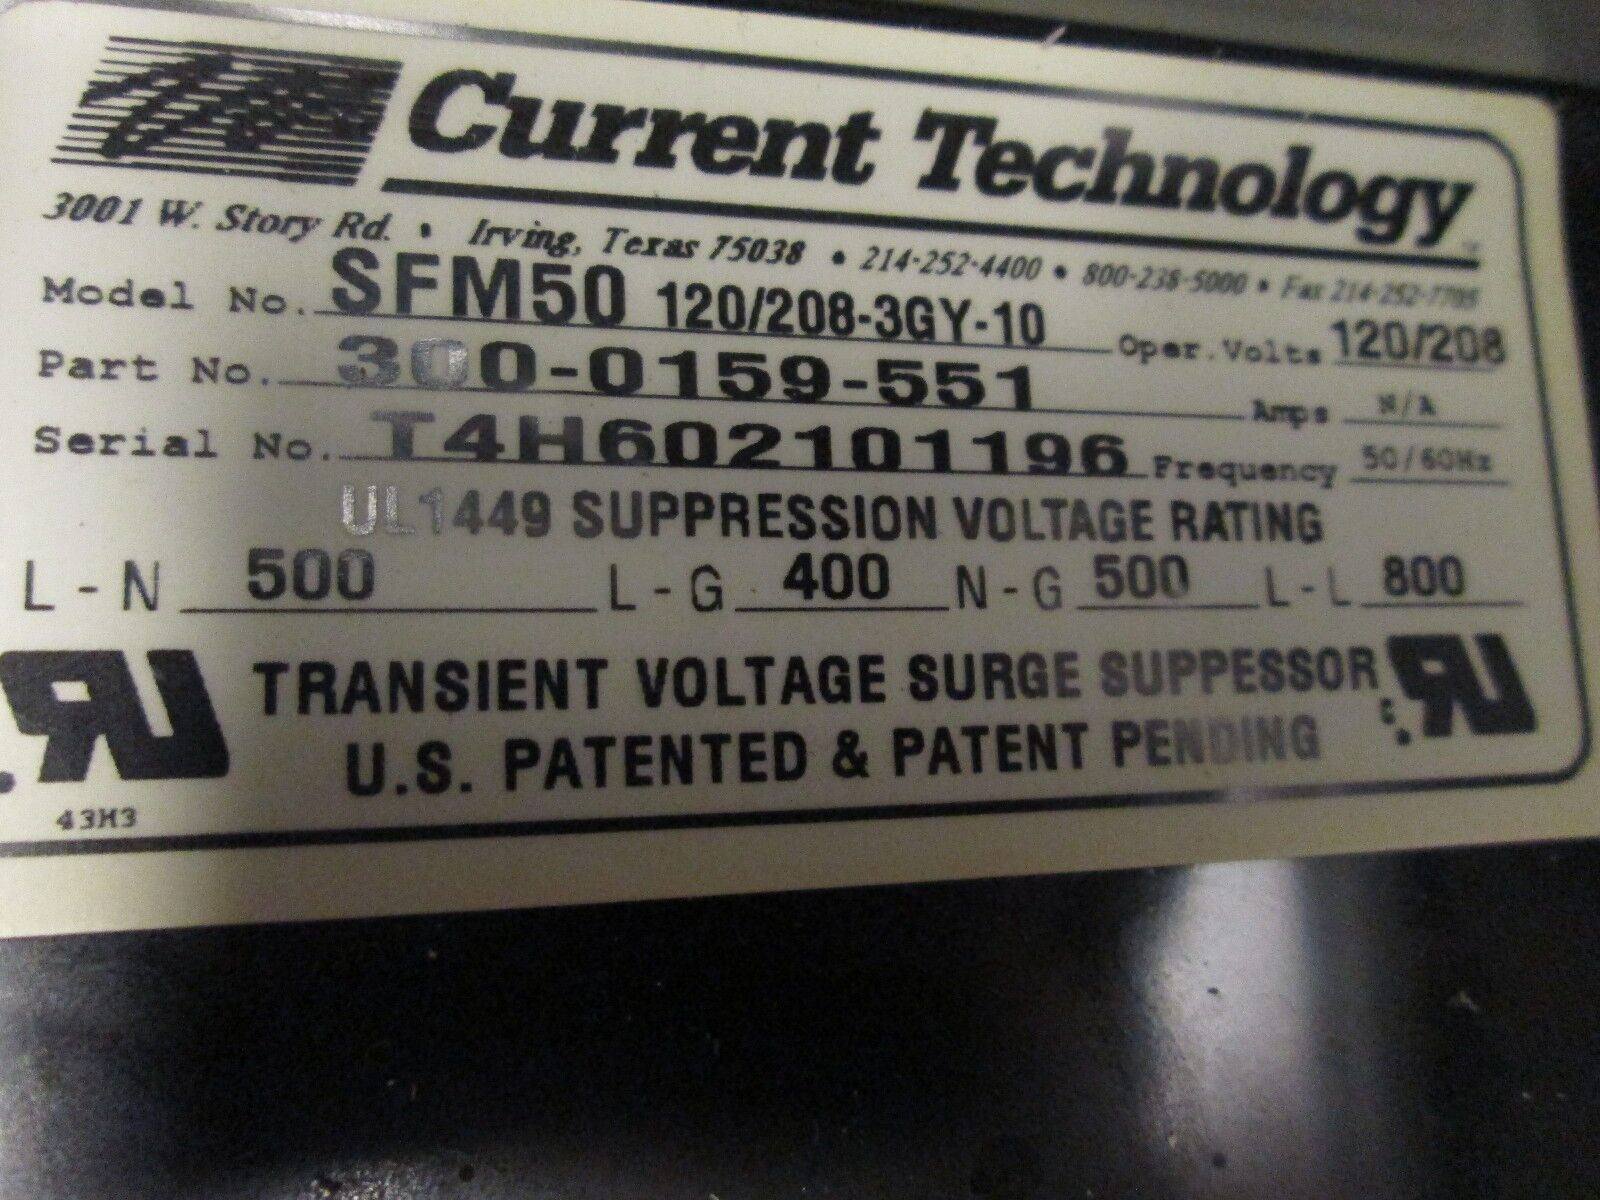 Current Technology
3001 W. Story Rd. • Irving, Texas 75038 • 214-252-4400 • 800-238-5000 • Fax 214-252-7705
Model No. SFM50 120/208-3GY-10 Oper.Volts 120/208
Part No. 300-0159-551 Amps N/A
Serial No. T4H602101196 Frequency 50/60Hz
UL1449 SUPPRESSION VOLTAGE RATING
L-N 500 L-G 400 N-G 500 L-L 800
TRANSIENT VOLTAGE SURGE SUPPESSOR
U.S. PATENTED & PATENT PENDING
43H3